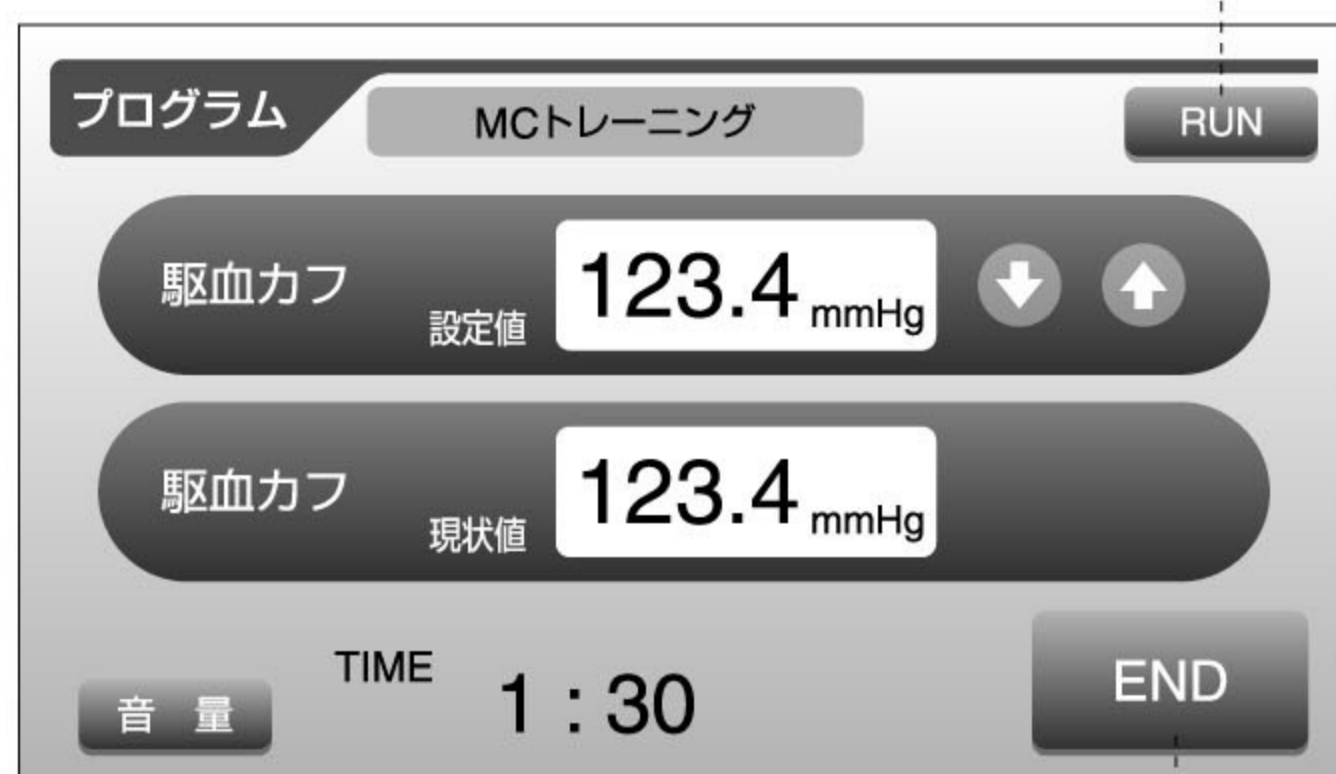 プログラム MCトレーニング RUN
駆血カフ 設定値 123.4 mmHg
駆血カフ 現状値 123.4 mmHg
音量 TIME 1:30 END